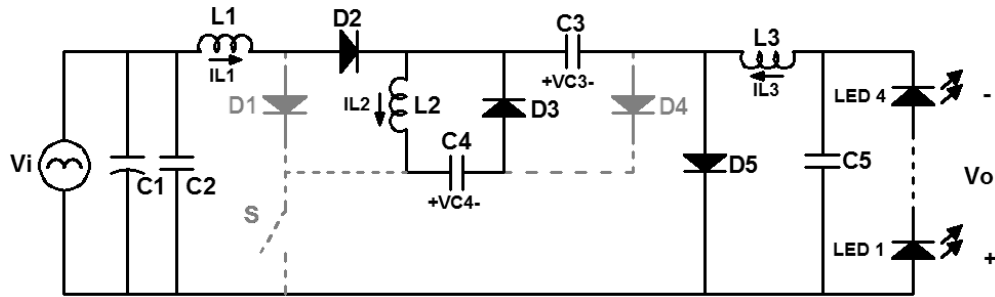 L1
D2
C3
L3
IL1
+VC3-
IL3
D1
IL2
L2
D3
D4
LED 4
-
C4
Vi
C1
C2
+VC4-
D5
C5
Vo
S
LED 1
+